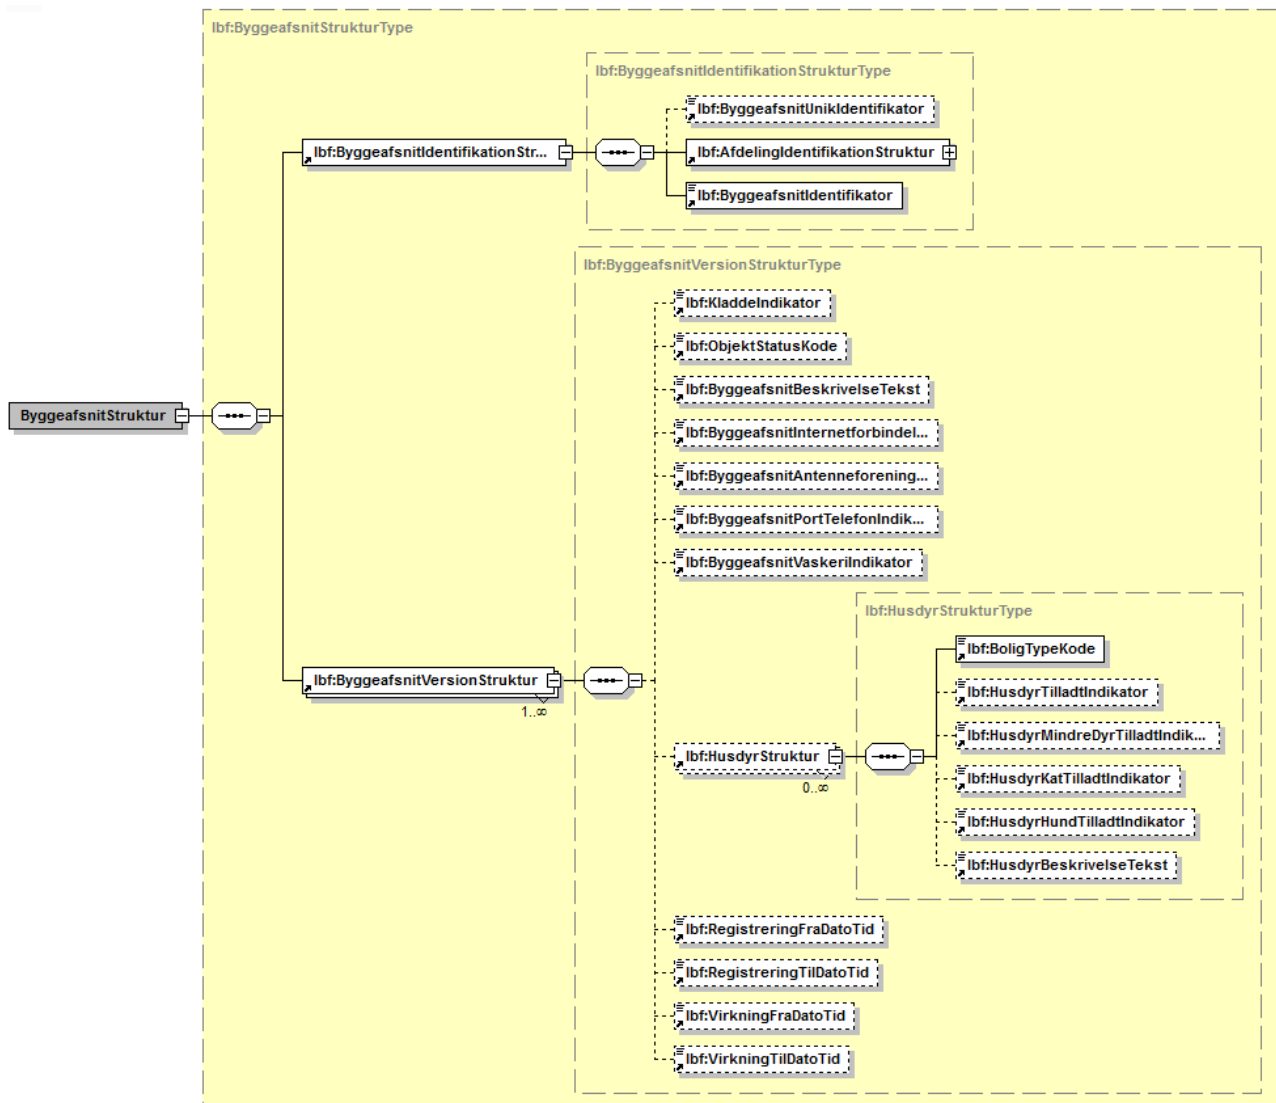 lbf:ByggeafsnitStrukturType
lbf:ByggeafsnitIdentifikationStrukturType
lbf:ByggeafsnitUnikIdentifikator
lbf:ByggeafsnitIdentifikationStr...
lbf:AfdelingIdentifikationStruktur
lbf:ByggeafsnitIdentifikator
lbf:ByggeafsnitVersionStrukturType
lbf:KladdeIndikator
lbf:ObjektStatusKode
lbf:ByggeafsnitBeskrivelseTekst
ByggeafsnitStruktur
lbf:ByggeafsnitInternetforbindel...
lbf:ByggeafsnitAntenneforening...
lbf:ByggeafsnitPortTelefonIndik...
lbf:ByggeafsnitVaskeriIndikator
lbf:HusdyrStrukturType
lbf:BoligTypeKode
lbf:ByggeafsnitVersionStruktur
1..∞
lbf:HusdyrTilladtIndikator
lbf:HusdyrMindreDyrTilladtIndik...
lbf:HusdyrStruktur
0..∞
lbf:HusdyrKatTilladtIndikator
lbf:HusdyrHundTilladtIndikator
lbf:HusdyrBeskrivelseTekst
lbf:RegistreringFraDatoTid
lbf:RegistreringTilDatoTid
lbf:VirkningFraDatoTid
lbf:VirkningTilDatoTid